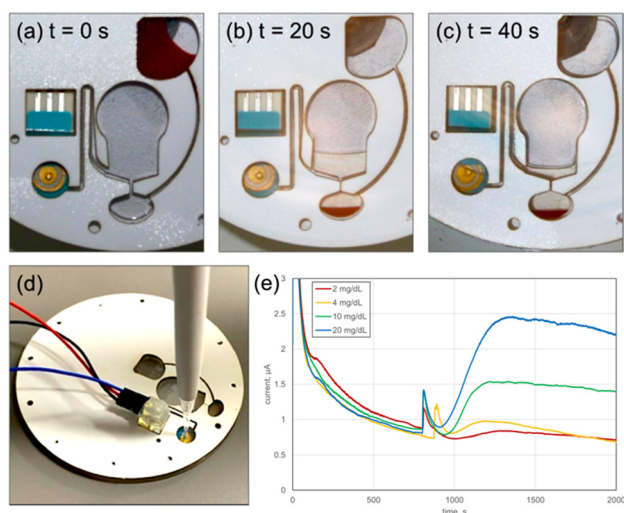 (a) t = 0 s
(b) t = 20 s
(c) t = 40 s
(d)
(e)
3
2.5
2
1.5
1
0.5
0
current, µA
2 mg/dL
4 mg/dL
10 mg/dL
20 mg/dL
0
500
1000
1500
2000
time, s